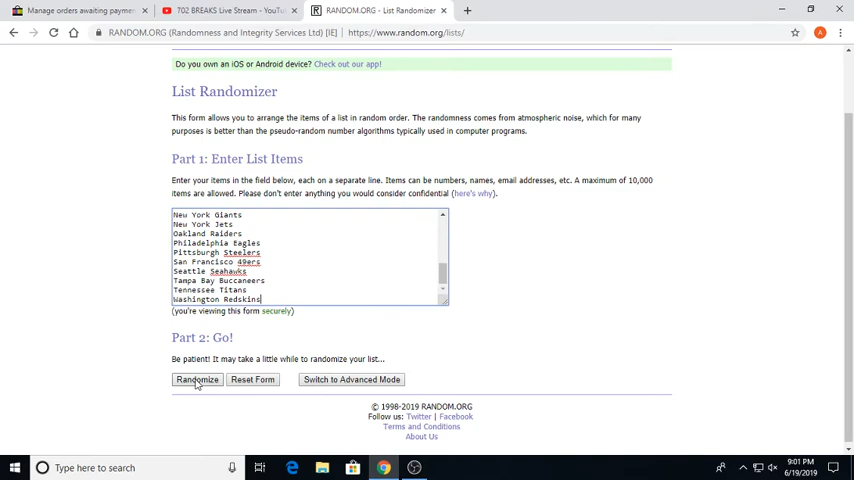 Manage orders awaiting paymen
702 BREAKS Live Stream - YouTu
RANDOM.ORG - List Randomizer
RANDOM.ORG (Randomness and Integrity Services Ltd) [IE] | https://www.random.org/lists/
Do you own an iOS or Android device? Check out our app!
List Randomizer
This form allows you to arrange the items of a list in random order. The randomness comes from atmospheric noise, which for many
purposes is better than the pseudo-random number algorithms typically used in computer programs.
Part 1: Enter List Items
Enter your items in the field below, each on a separate line. Items can be numbers, names, email addresses, etc. A maximum of 10,000
items are allowed. Please don't enter anything you would consider confidential (here's why).
New York Giants
New York Jets
Oakland Raiders
Philadelphia Eagles
Pittsburgh Steelers
San Francisco 49ers
Seattle Seahawks
Tampa Bay Buccaneers
Tennessee Titans
Washington Redskins
(you're viewing this form securely)
Part 2: Go!
Be patient! It may take a little while to randomize your list...
Randomize Reset Form Switch to Advanced Mode
© 1998-2019 RANDOM.ORG
Follow us: Twitter | Facebook
Terms and Conditions
About Us
Type here to search
9:01 PM
6/19/2019